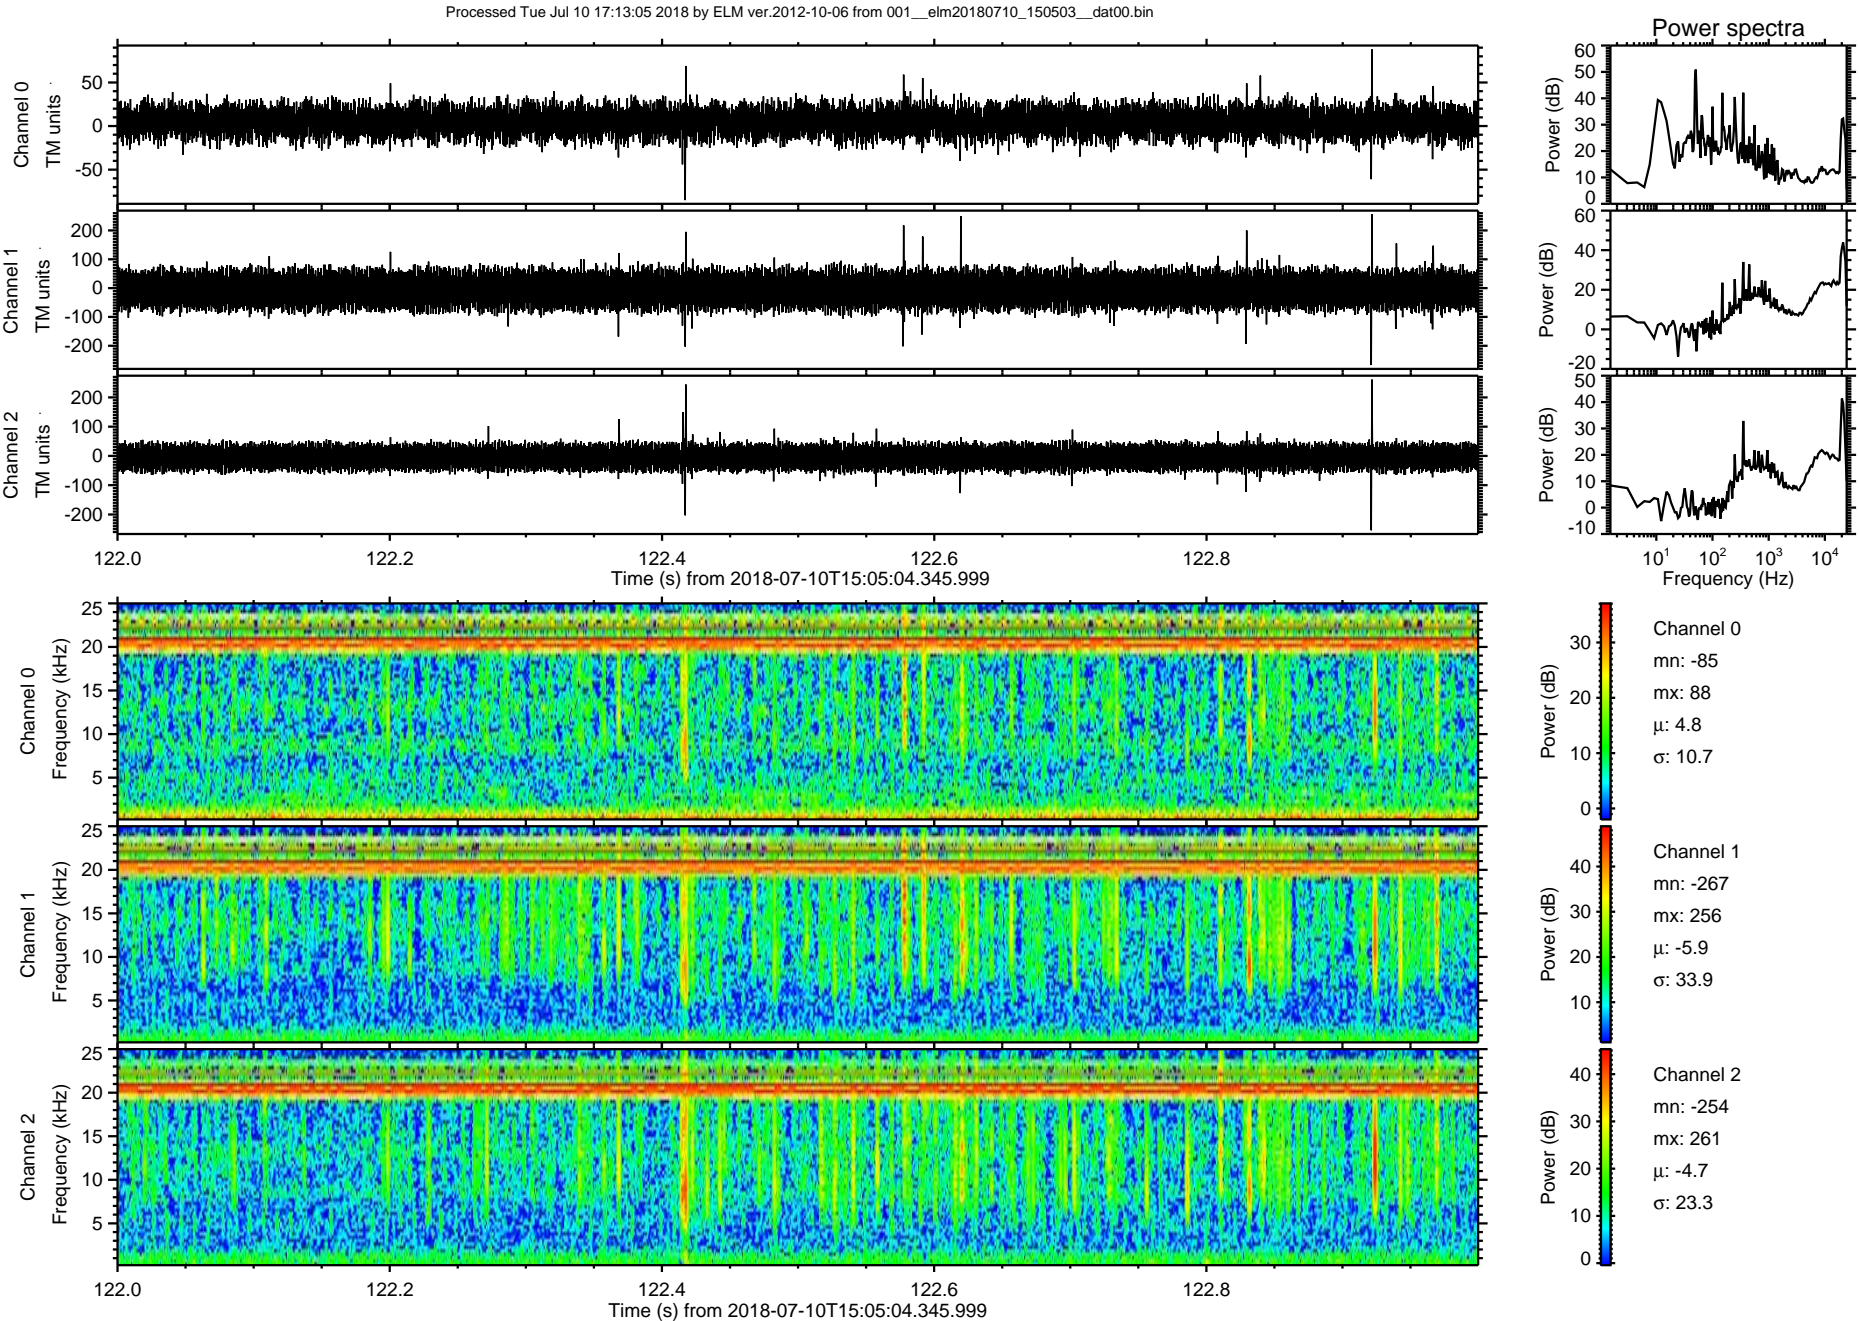 Processed Tue Jul 10 17:13:05 2018 by ELM ver.2012-10-06 from 001__elm20180710_150503__dat00.bin
Power spectra
Channel 0
TM units
50
0
-50
Power (dB)
60
50
40
30
20
10
0
Channel 1
TM units
200
100
0
-100
-200
Power (dB)
60
40
20
0
-20
Channel 2
TM units
200
100
0
-100
-200
Power (dB)
50
40
30
20
10
0
-10
122.0 122.2 122.4 122.6 122.8
Time (s) from 2018-07-10T15:05:04.345.999
10¹ 10² 10³ 10⁴
Frequency (Hz)
Channel 0
Frequency (kHz)
25
20
15
10
5
Power (dB)
30
20
10
0
Channel 0
mn: -85
mx: 88
μ: 4.8
σ: 10.7
Channel 1
Frequency (kHz)
25
20
15
10
5
Power (dB)
40
30
20
10
Channel 1
mn: -267
mx: 256
μ: -5.9
σ: 33.9
Channel 2
Frequency (kHz)
25
20
15
10
5
Power (dB)
40
30
20
10
0
Channel 2
mn: -254
mx: 261
μ: -4.7
σ: 23.3
122.0 122.2 122.4 122.6 122.8
Time (s) from 2018-07-10T15:05:04.345.999